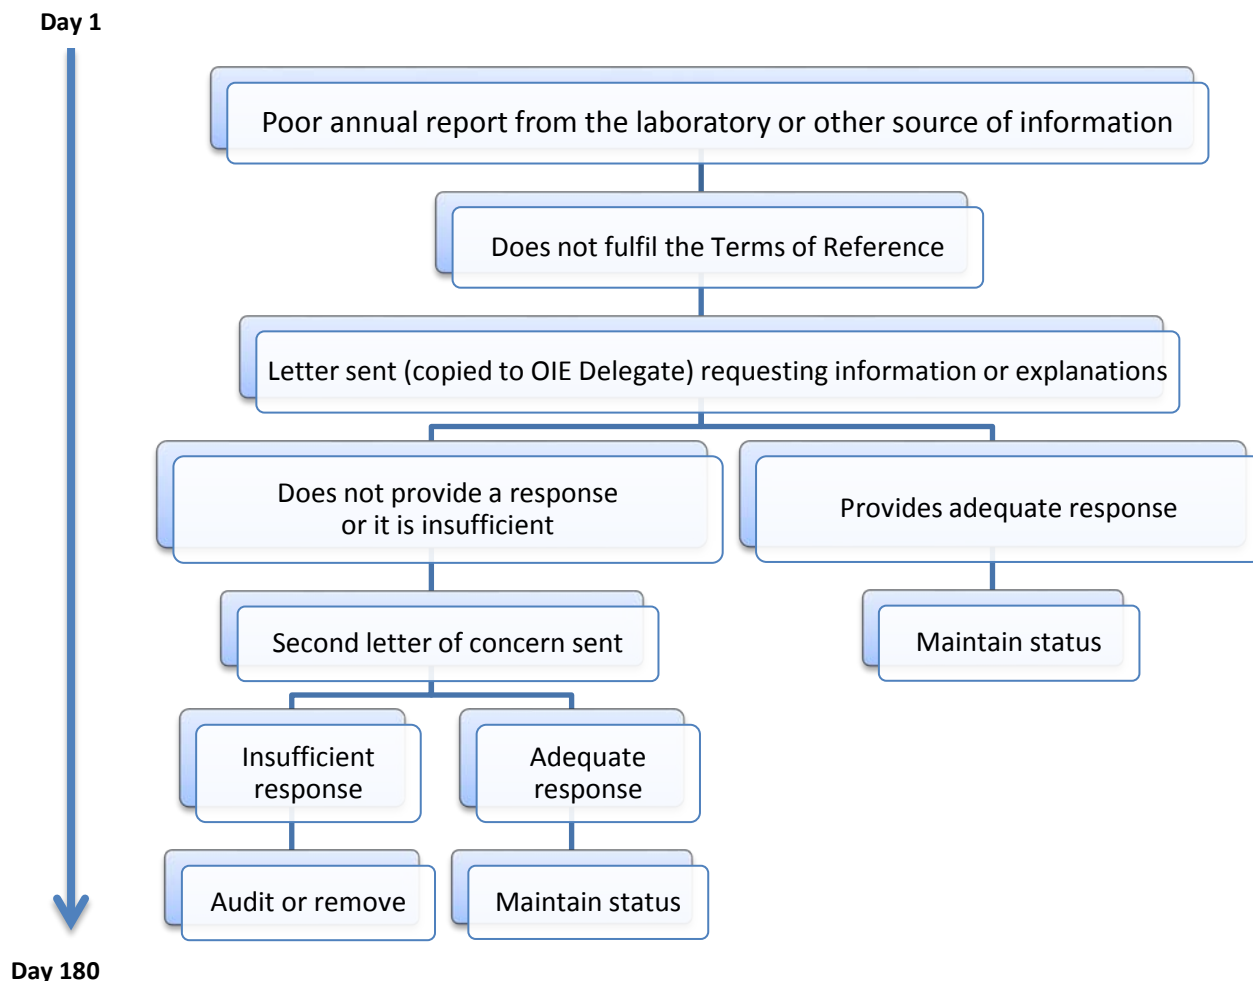 Day 1
Poor annual report from the laboratory or other source of information
Does not fulfil the Terms of Reference
Letter sent (copied to OIE Delegate) requesting information or explanations
Does not provide a response
or it is insufficient
Provides adequate response
Second letter of concern sent
Maintain status
Insufficient
response
Adequate
response
Audit or remove
Maintain status
Day 180